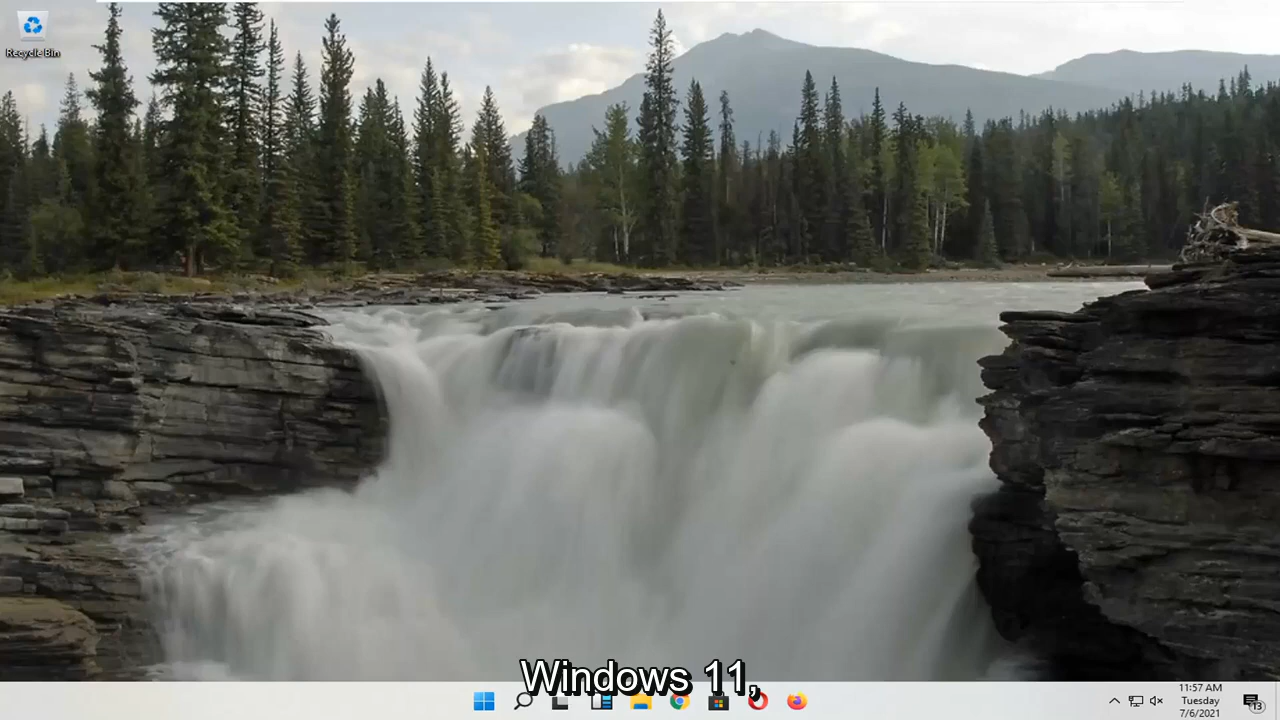 Recycle Bin
Windows 11,
11:57 AM
Tuesday
7/6/2021
13